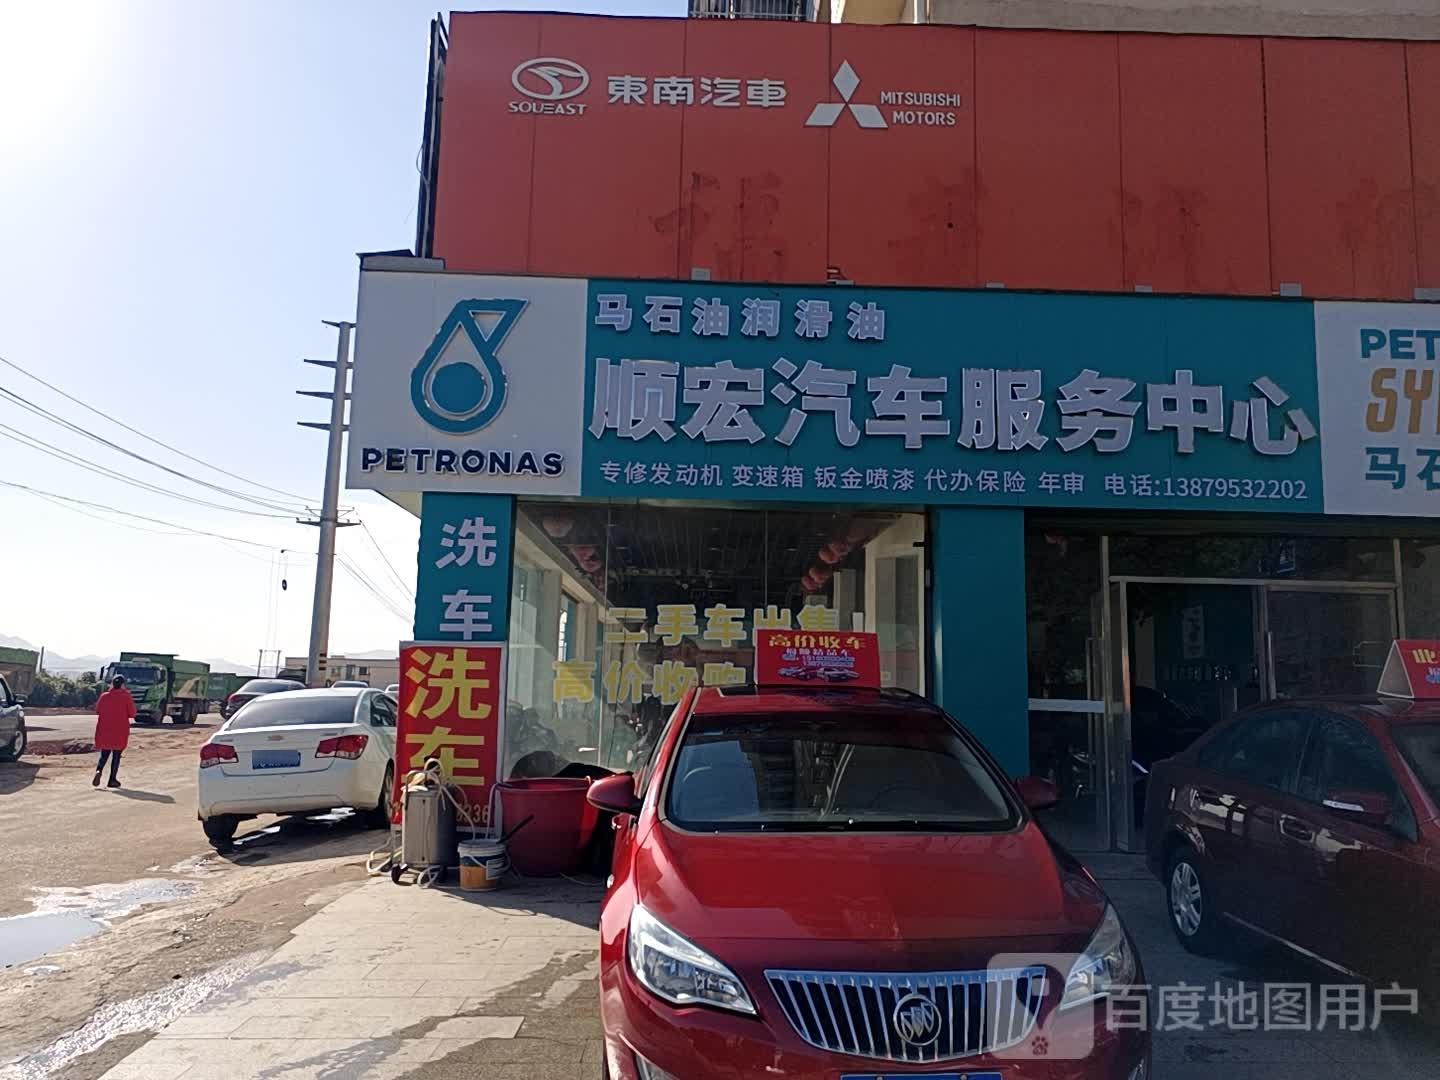 SOUEAST 東南汽車 MITSUBISHI MOTORS
马石油润滑油
PETRONAS
顺宏汽车服务中心
专修发动机 变速箱 钣金喷漆 代办保险 年审 电话:13879532202
PET
SY
马石
洗车
洗车
二手车出售
高价收购
高价收车
百度地图用户